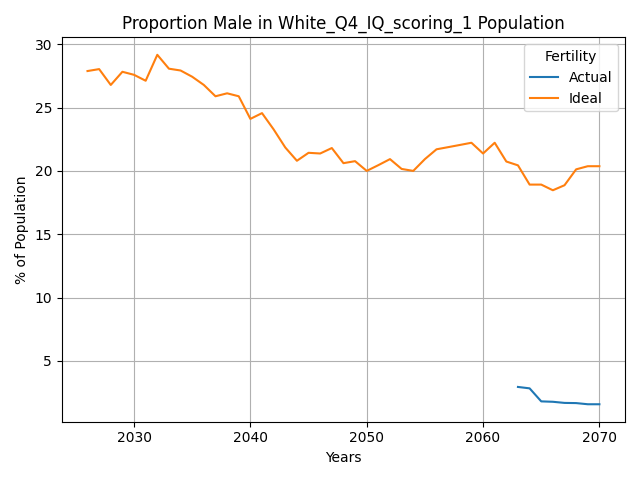 Proportion Male in White_Q4_IQ_scoring_1 Population
30
25
20
15
10
5
% of Population
Fertility
Actual
Ideal
2030
2040
2050
2060
2070
Years